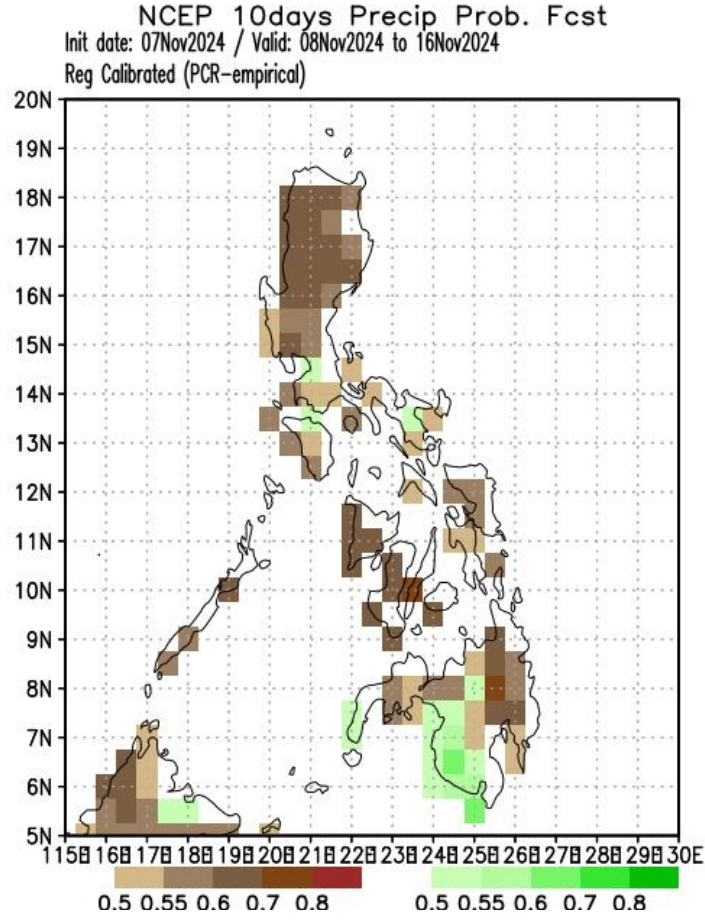 NCEP 10days Precip Prob. Fcst
Init date: 07Nov2024 / Valid: 08Nov2024 to 16Nov2024
Reg Calibrated (PCR-empirical)
20N
19N
18N
17N
16N
15N
14N
13N
12N
11N
10N
9N
8N
7N
6N
5N
115E 116E 117E 118E 119E 120E 121E 122E 123E 124E 125E 126E 127E 128E 129E 130E
0.5 0.55 0.6 0.7 0.8 0.5 0.55 0.6 0.7 0.8